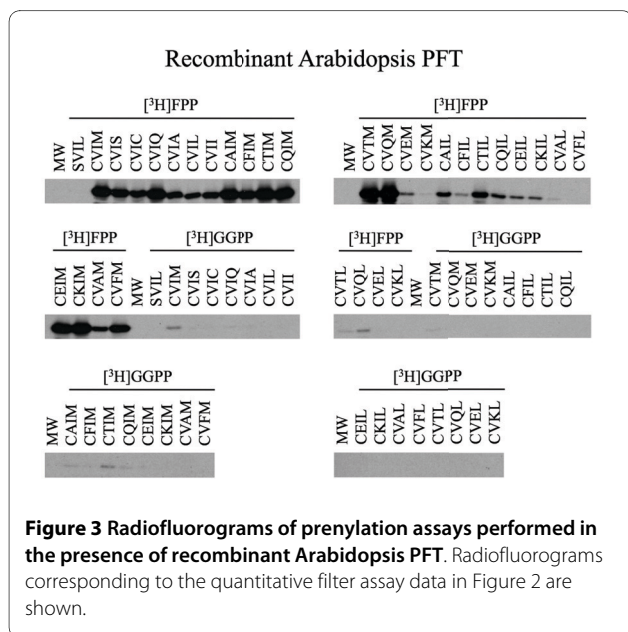 Recombinant Arabidopsis PFT
[³H]FPP
MW SVIL CVIM CVIS CVIC CVIQ CVIA CVIL CVII CAIM CFIM CTIM CQIM
[³H]FPP
MW CVTM CVQM CVEM CVKM CAIL CFIL CTIL CQIL CEIL CKIL CVAL CVFL
[³H]FPP [³H]GGPP
CEIM CKIM CVAM CVFM MW SVIL CVIM CVIS CVIC CVIQ CVIA CVIL CVII
[³H]FPP [³H]GGPP
CVTL CVQL CVEL CVKL MW CVTM CVQM CVEM CVKM CAIL CFIL CTIL CQIL
[³H]GGPP
MW CAIM CFIM CTIM CQIM CEIM CKIM CVAM CVFM
[³H]GGPP
MW CEIL CKIL CVAL CVFL CVTL CVQL CVEL CVKL
Figure 3 Radiofluorograms of prenylation assays performed in
the presence of recombinant Arabidopsis PFT. Radiofluorograms
corresponding to the quantitative filter assay data in Figure 2 are
shown.